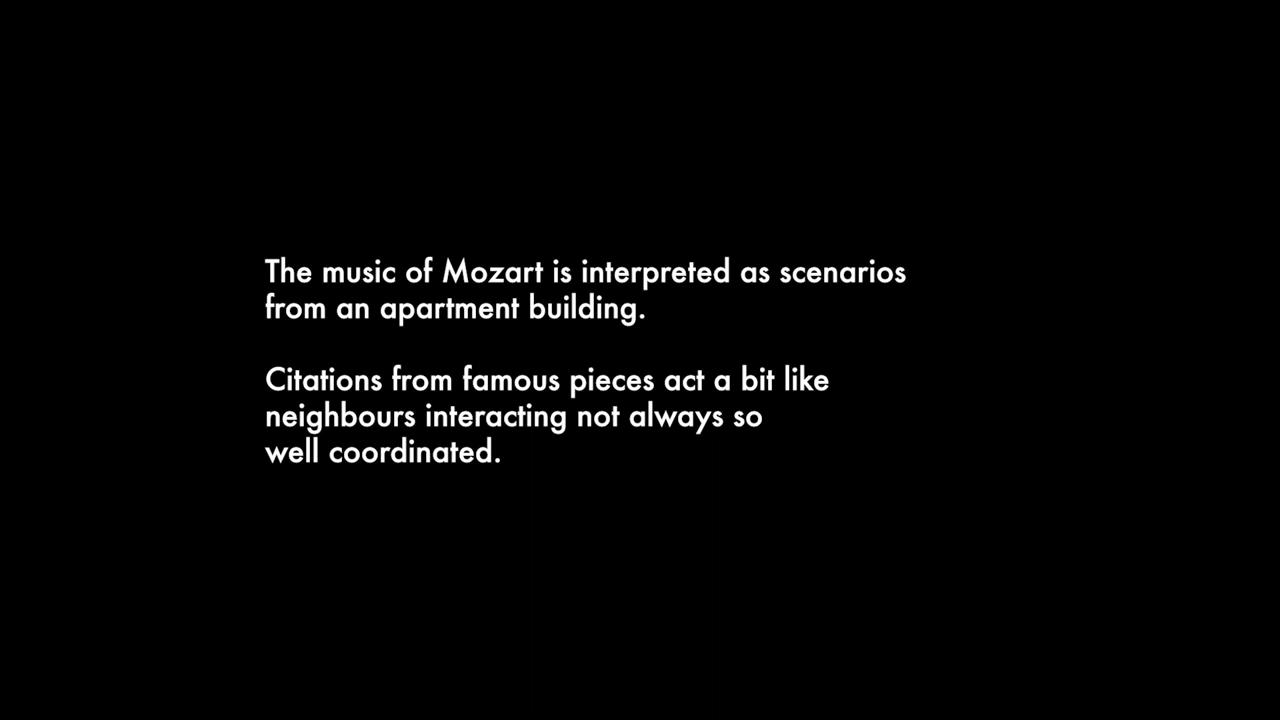 The music of Mozart is interpreted as scenarios
from an apartment building.
Citations from famous pieces act a bit like
neighbours interacting not always so
well coordinated.